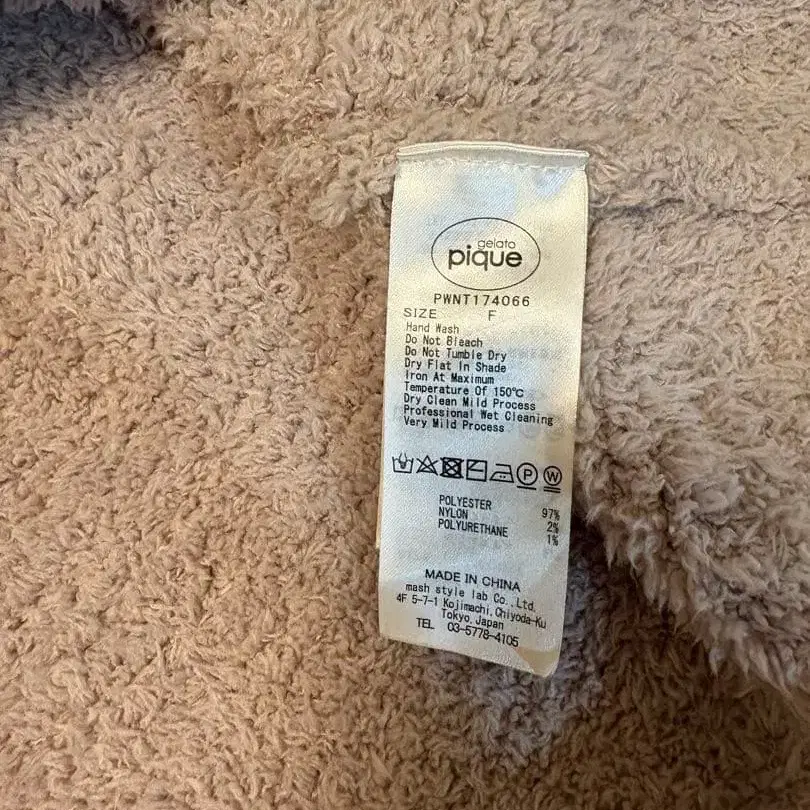 gelato
pique
PWNT174066
SIZE F
Hand Wash
Do Not Bleach
Do Not Tumble Dry
Dry Flat In Shade
Iron At Maximum
Temperature Of 150℃
Dry Clean Mild Process
Professional Wet Cleaning
Very Mild Process
P W
POLYESTER 97%
NYLON 2%
POLYURETHANE 1%
MADE IN CHINA
mash style lab Co.,Ltd.
4F 5-7-1 Kojimachi, Chiyoda-Ku
Tokyo, Japan
TEL 03-5778-4105